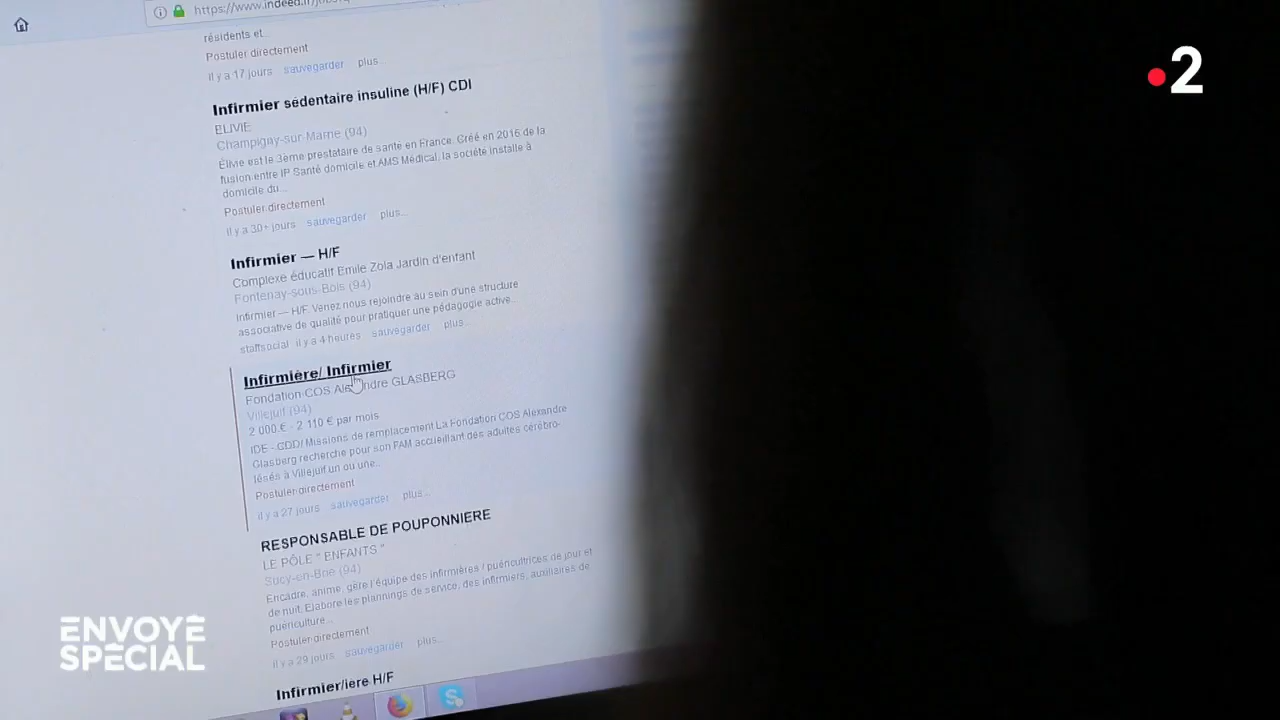 https://www.indeed.fr/jobs?q
résidents et...
Postuler directement
il y a 17 jours sauvegarder plus...
Infirmier sédentaire insuline (H/F) CDI
ELIVIE
Champigny-sur-Marne (94)
Élivie est le 3ème prestataire de santé en France. Créé en 2016 de la
fusion entre IP Santé domicile et AMS Médical, la société installe à
domicile du...
Postuler directement
il y a 30+ jours sauvegarder plus...
Infirmier — H/F
Complexe éducatif Emile Zola Jardin d'enfant
Fontenay-sous-Bois (94)
Infirmier — H/F. Venez nous rejoindre au sein d'une structure
associative de qualité pour pratiquer une pédagogie active...
staffsocial il y a 4 heures sauvegarder plus...
Infirmière/ Infirmier
Fondation COS Alexandre GLASBERG
Villejuif (94)
2 000 € - 2 110 € par mois
IDE - CDD/ Missions de remplacement La Fondation COS Alexandre
Glasberg recherche pour son FAM accueillant des adultes cérébro-
lésés à Villejuif un ou une...
Postuler directement
il y a 27 jours sauvegarder plus...
RESPONSABLE DE POUPONNIERE
LE PÔLE " ENFANTS "
Sucy-en-Brie (94)
Encadre, anime, gère l'équipe des infirmières / puéricultrices de jour et
de nuit. Elabore les plannings de service, des infirmiers, auxiliaires de
puériculture...
Postuler directement
il y a 29 jours sauvegarder plus...
Infirmier/iere H/F
2
ENVOYÉ
SPÉCIAL